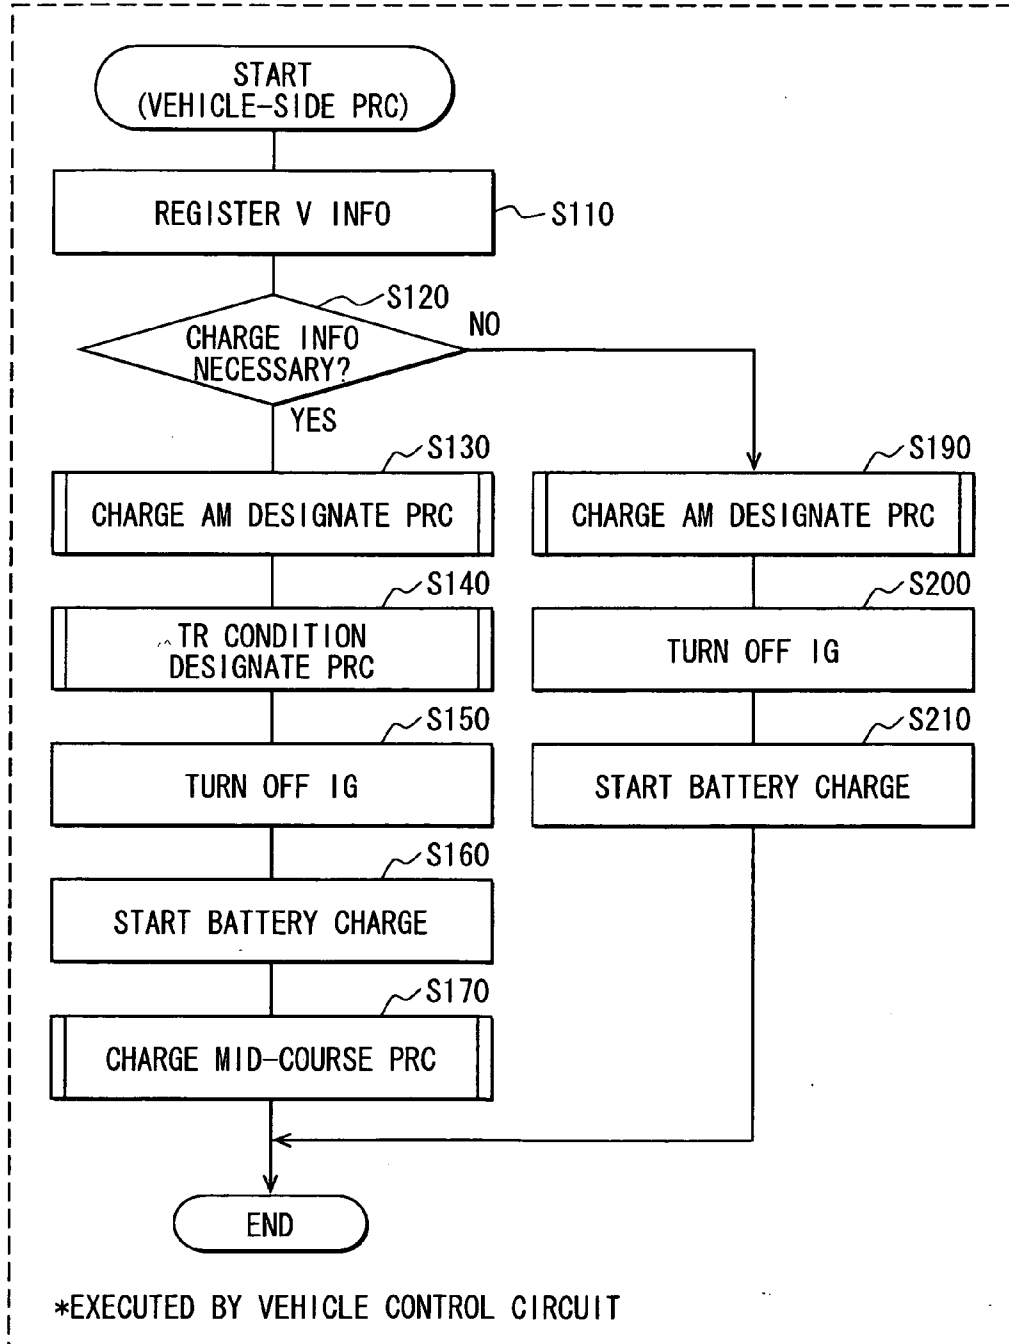 START
(VEHICLE-SIDE PRC)
REGISTER V INFO
S110
S120
CHARGE INFO
NECESSARY?
NO
YES
S130
CHARGE AM DESIGNATE PRC
S140
TR CONDITION
DESIGNATE PRC
S150
TURN OFF IG
S160
START BATTERY CHARGE
S170
CHARGE MID-COURSE PRC
S190
CHARGE AM DESIGNATE PRC
S200
TURN OFF IG
S210
START BATTERY CHARGE
END
*EXECUTED BY VEHICLE CONTROL CIRCUIT